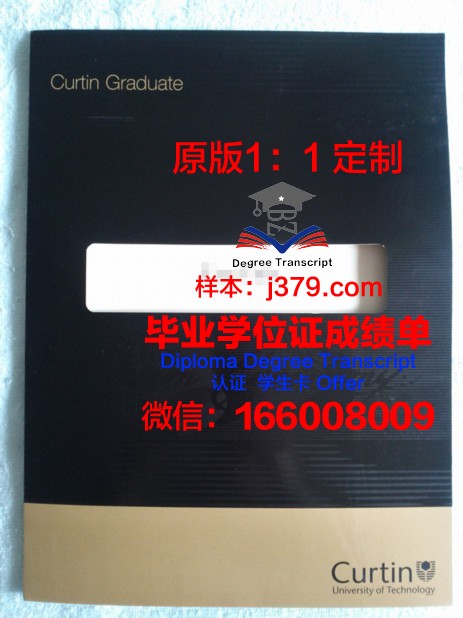 Curtin Graduate
原版1：1 定制
BZ
Degree Transcript
样本：j379.com
毕业学位证成绩单
Diploma Degree Transcript
认证 学生卡 Offer
微信：166008009
Curtin
University of Technology